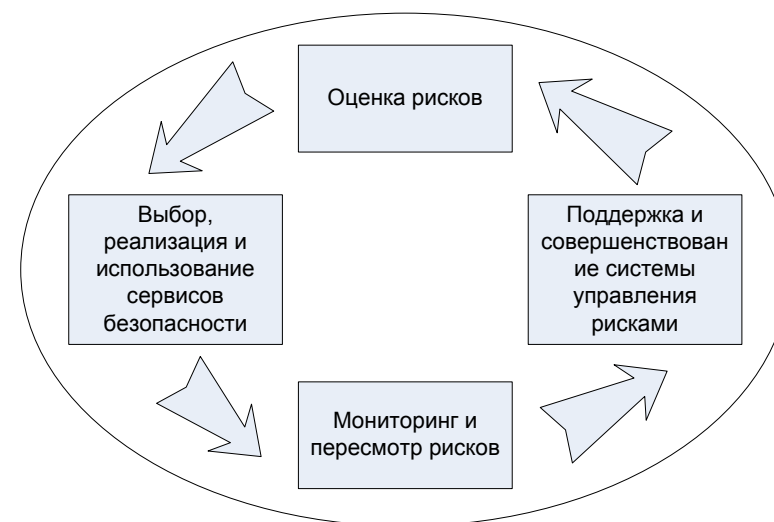 Оценка рисков
Выбор,
реализация и
использование
сервисов
безопасности
Поддержка и
совершенствован
ие системы
управления
рисками
Мониторинг и
пересмотр рисков